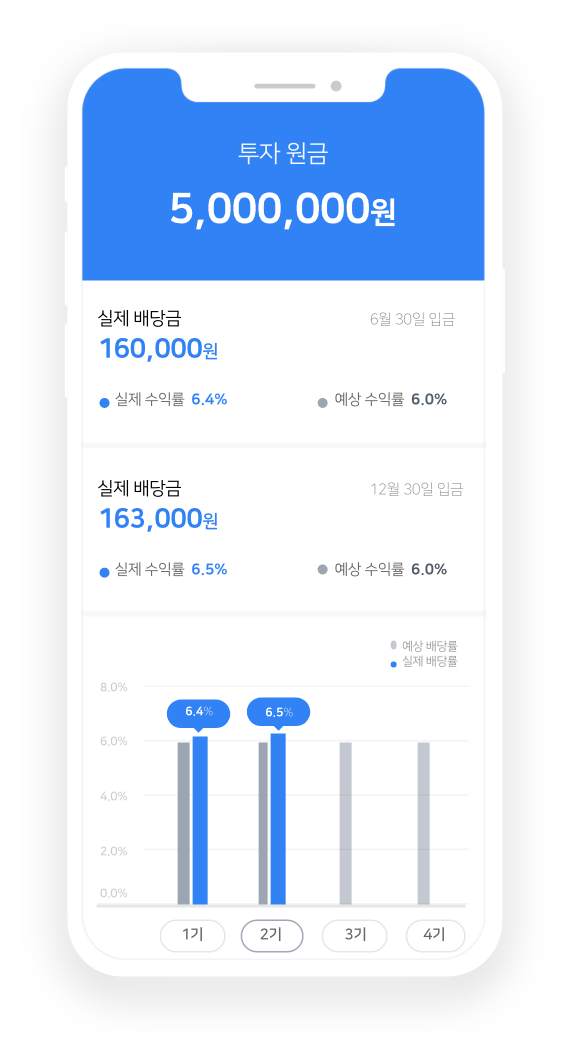 투자 원금
5,000,000원
실제 배당금
6월 30일 입금
160,000원
실제 수익률 6.4%
예상 수익률 6.0%
실제 배당금
12월 30일 입금
163,000원
실제 수익률 6.5%
예상 수익률 6.0%
예상 배당률
실제 배당률
8.0%
6.4%
6.5%
6.0%
4.0%
2.0%
0.0%
1기
2기
3기
4기